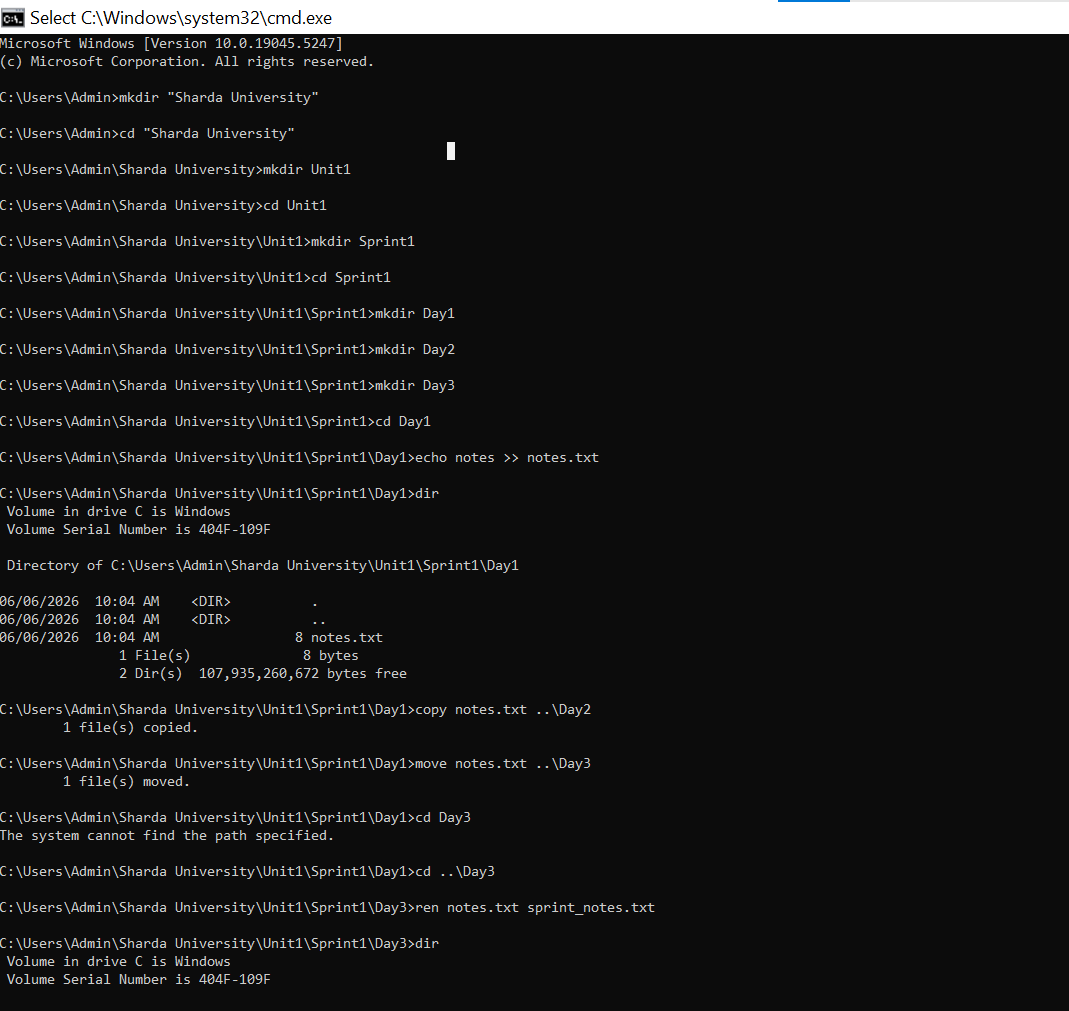 Select C:\Windows\system32\cmd.exe
Microsoft Windows [Version 10.0.19045.5247]
(c) Microsoft Corporation. All rights reserved.
C:\Users\Admin>mkdir "Sharda University"
C:\Users\Admin>cd "Sharda University"
C:\Users\Admin\Sharda University>mkdir Unit1
C:\Users\Admin\Sharda University>cd Unit1
C:\Users\Admin\Sharda University\Unit1>mkdir Sprint1
C:\Users\Admin\Sharda University\Unit1>cd Sprint1
C:\Users\Admin\Sharda University\Unit1\Sprint1>mkdir Day1
C:\Users\Admin\Sharda University\Unit1\Sprint1>mkdir Day2
C:\Users\Admin\Sharda University\Unit1\Sprint1>mkdir Day3
C:\Users\Admin\Sharda University\Unit1\Sprint1>cd Day1
C:\Users\Admin\Sharda University\Unit1\Sprint1\Day1>echo notes >> notes.txt
C:\Users\Admin\Sharda University\Unit1\Sprint1\Day1>dir
 Volume in drive C is Windows
 Volume Serial Number is 404F-109F
 Directory of C:\Users\Admin\Sharda University\Unit1\Sprint1\Day1
06/06/2026  10:04 AM    <DIR>          .
06/06/2026  10:04 AM    <DIR>          ..
06/06/2026  10:04 AM                 8 notes.txt
               1 File(s)              8 bytes
               2 Dir(s)  107,935,260,672 bytes free
C:\Users\Admin\Sharda University\Unit1\Sprint1\Day1>copy notes.txt ..\Day2
        1 file(s) copied.
C:\Users\Admin\Sharda University\Unit1\Sprint1\Day1>move notes.txt ..\Day3
        1 file(s) moved.
C:\Users\Admin\Sharda University\Unit1\Sprint1\Day1>cd Day3
The system cannot find the path specified.
C:\Users\Admin\Sharda University\Unit1\Sprint1\Day1>cd ..\Day3
C:\Users\Admin\Sharda University\Unit1\Sprint1\Day3>ren notes.txt sprint_notes.txt
C:\Users\Admin\Sharda University\Unit1\Sprint1\Day3>dir
 Volume in drive C is Windows
 Volume Serial Number is 404F-109F